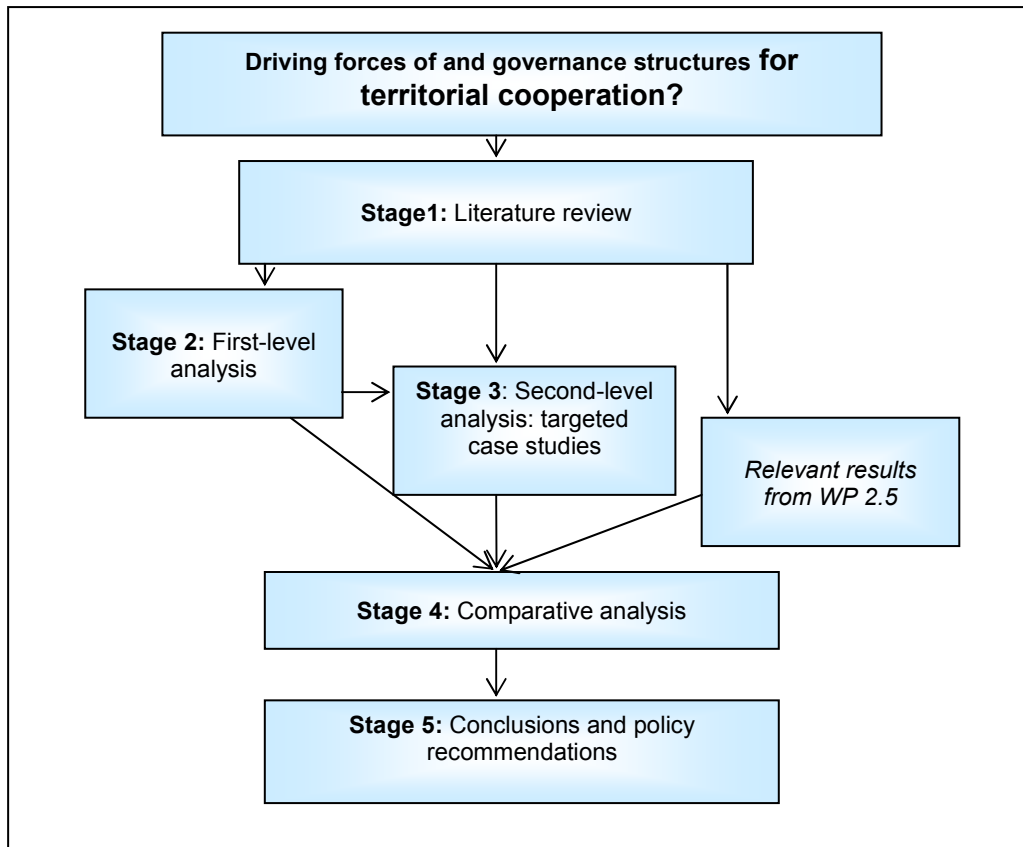 Driving forces of and governance structures for
territorial cooperation?
Stage1: Literature review
Stage 2: First-level
analysis
Stage 3: Second-level
analysis: targeted
case studies
Relevant results
from WP 2.5
Stage 4: Comparative analysis
Stage 5: Conclusions and policy
recommendations